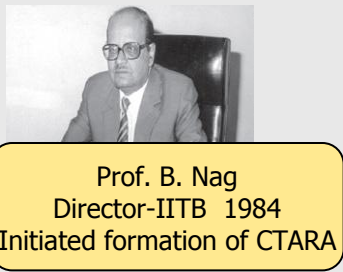 Prof. B. Nag
Director-IITB 1984
Initiated formation of CTARA